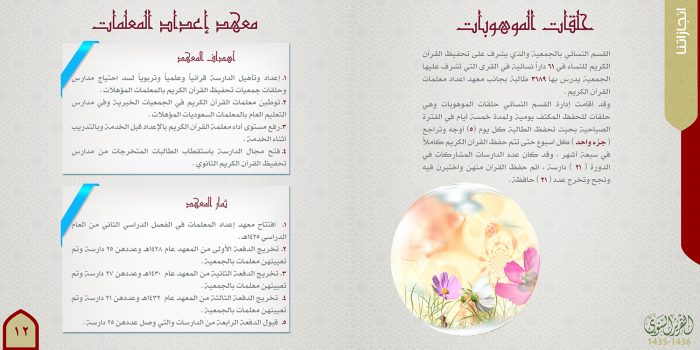 انجازاتنا
حلقات الموهوبات
القسم النسائي بالجمعية والذي يشرف على تحفيظ القرآن
الكريم للنساء في ٦١ داراً نسائية في القرى التي تشرف عليها
الجمعية يدرس بها ٣١٨٩ طالبة بجانب معهد اعداد معلمات
القرآن الكريم .
وقد أقامت إدارة القسم النسائي حلقات الموهوبات وهي
حلقات للحفظ المكثف يومية ولمدة خمسة أيام في الفترة
الصباحية بحيث تحفظ الطالبة كل يوم (٥) أوجه وتراجع
(جزء واحد) كل اسبوع حتى تتم حفظ القرآن الكريم كاملاً
في سبعة أشهر ، وقد كان عدد الدارسات المشاركات في
الدورة (٢١) دارسة ، اتم حفظ القرآن منهن واختبرن فيه
ونجح وتخرج عدد (٢١) حافظة .
التقرير السنوي
1435-1436
معهد إعداد المعلمات
أهداف المعهد
١. إعداد وتأهيل الدارسة قرآنياً وعلمياً وتربوياً لسد احتياج مدارس
وحلقات جمعيات تحفيظ القرآن الكريم بالمعلمات المؤهلات .
٢. توطين معلمات القرآن الكريم في الجمعيات الخيرية وفي مدارس
التعليم العام بالمعلمات السعوديات المؤهلات .
٣. رفع مستوى أداء معلمة القرآن الكريم بالإعداد قبل الخدمة وبالتدريب
أثناء الخدمة .
٤. فتح مجال الدارسة باستقطاب الطالبات المتخرجات من مدارس
تحفيظ القرآن الكريم الثانوي .
ثمار المعهد
١. افتتاح معهد إعداد المعلمات في الفصل الدراسي الثاني من العام
الدراسي ١٤٢٥هـ.
٢. تخريج الدفعة الأولى من المعهد عام ١٤٢٨هـ وعددهن ٢٥ دارسة وتم
تعيينهن معلمات بالجمعية .
٣. تخريج الدفعة الثانية من المعهد عام ١٤٣٠هـ وعددهن ٢٧ دارسة وتم
تعيينهن معلمات بالجمعية .
٤. تخريج الدفعة الثالثة من المعهد عام ١٤٣٢هـ وعددهن ٢١ دارسة وتم
تعيينهن معلمات بالجمعية .
٥. قبول الدفعة الرابعة من الدارسات والتي وصل عددهن ٢٥ دارسة .
١٢